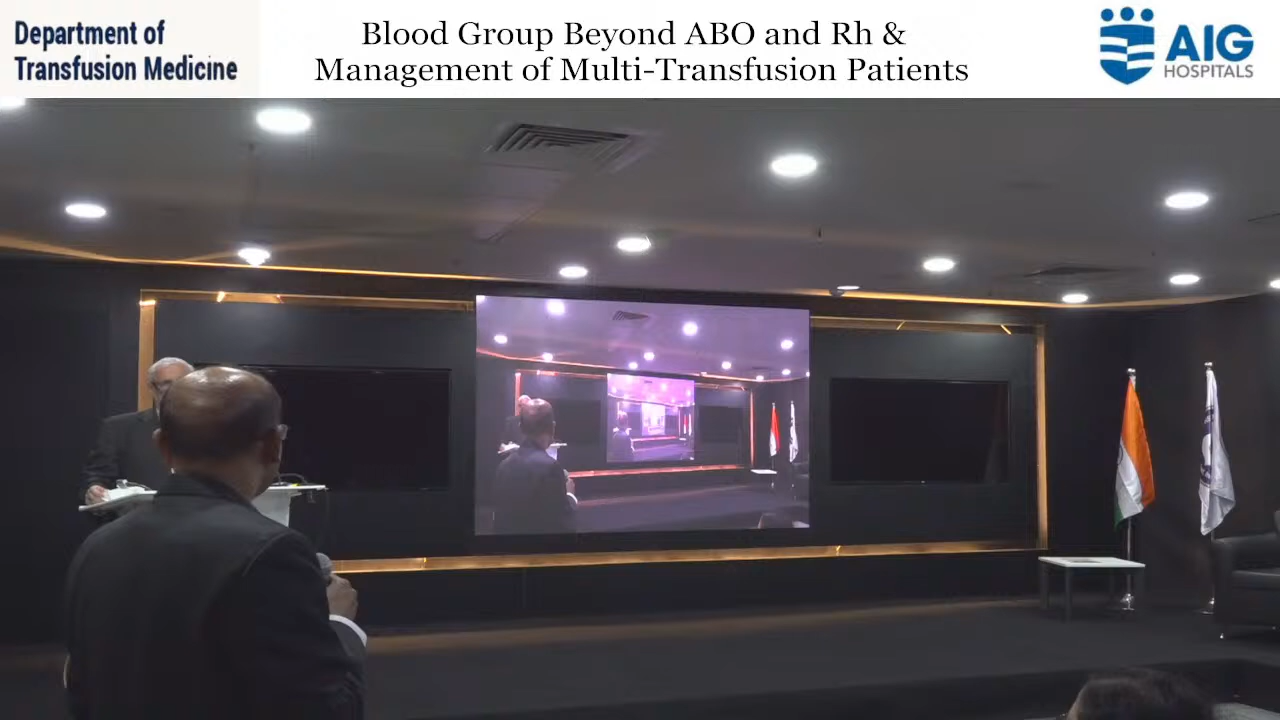 Department of
Transfusion Medicine
Blood Group Beyond ABO and Rh &
Management of Multi-Transfusion Patients
AIG
HOSPITALS